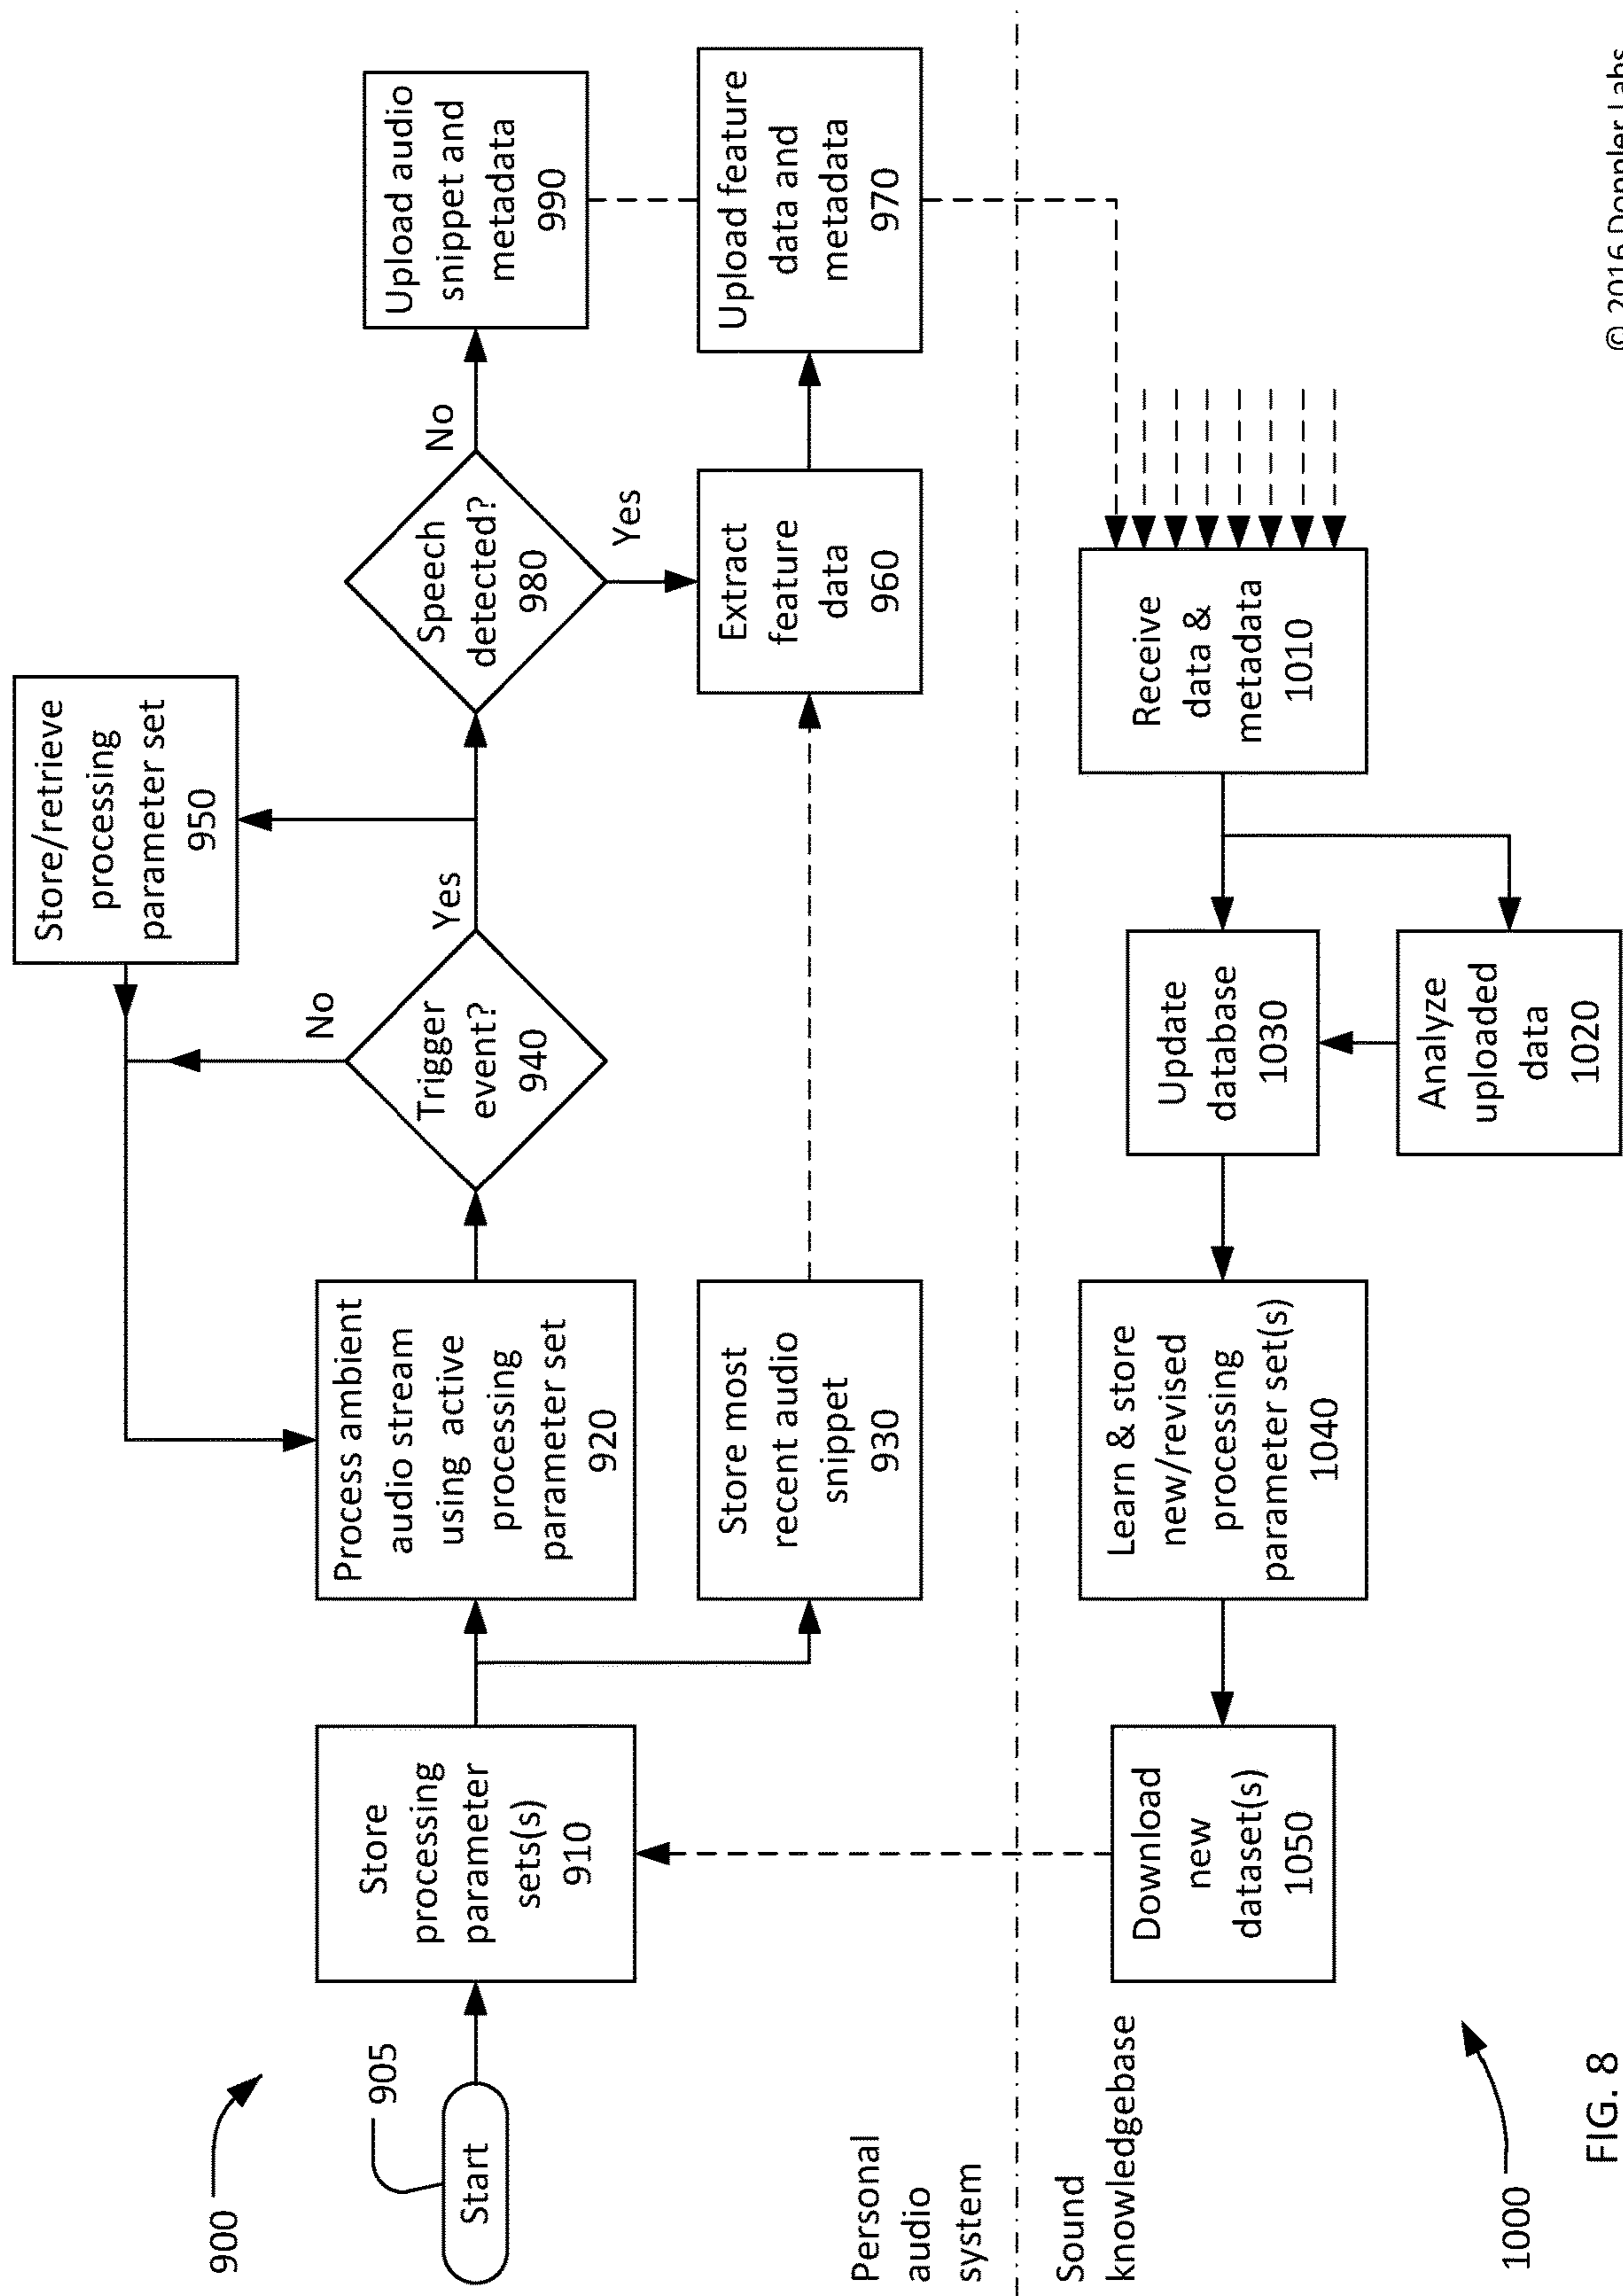 900
905
Start
Store
processing
parameter
sets(s)
910
Process ambient
audio stream
using active
processing
parameter set
920
Store most
recent audio
snippet
930
Trigger
event?
940
No
Yes
Store/retrieve
processing
parameter set
950
Speech
detected?
980
No
Yes
Extract
feature
data
960
Upload audio
snippet and
metadata
990
Upload feature
data and
metadata
970
Personal
audio
system
Sound
knowledgebase
Download
new
dataset(s)
1050
Learn & store
new/revised
processing
parameter set(s)
1040
Update
database
1030
Analyze
uploaded
data
1020
Receive
data &
metadata
1010
1000
FIG. 8
© 2016 Doppler Labs